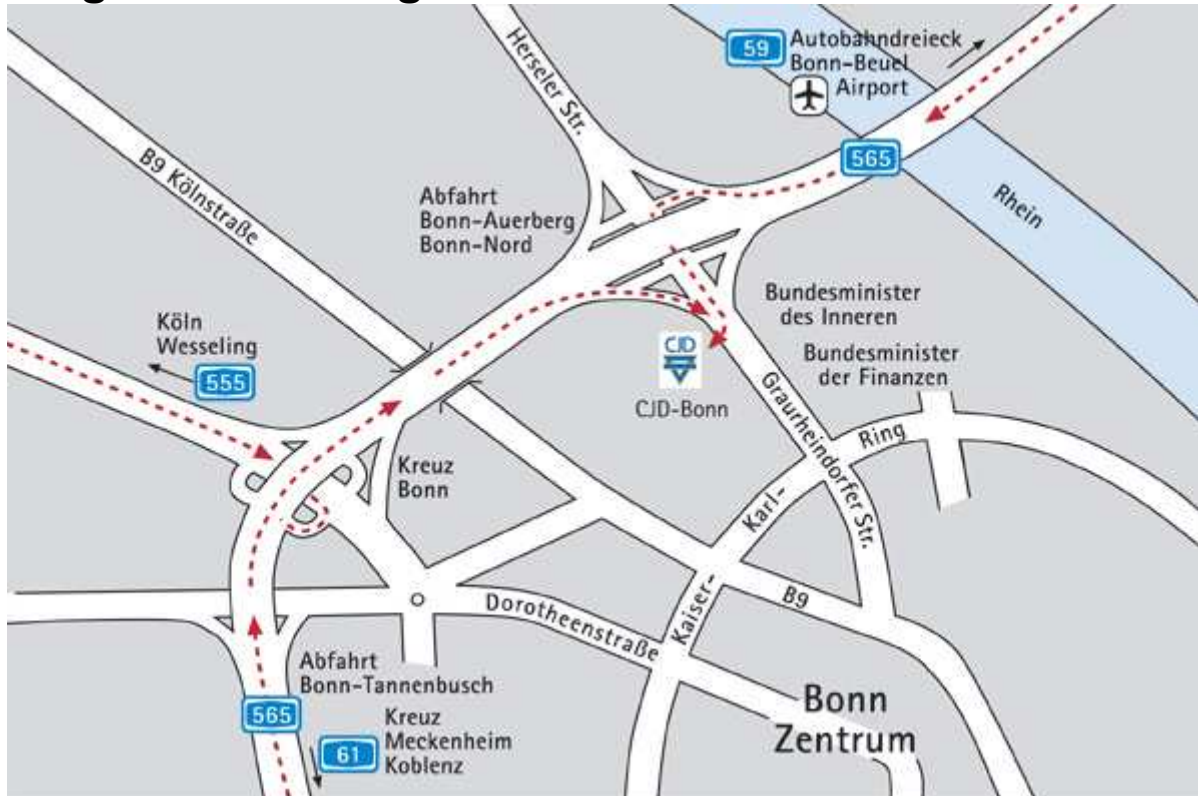 Herseler Str.
59
Autobahndreieck
Bonn-Beuel
Airport
565
B9 Kölnstraße
Abfahrt
Bonn-Auerberg
Bonn-Nord
Rhein
Köln
Wesseling
555
Bundesminister
des Inneren
Bundesminister
der Finanzen
CJD
CJD-Bonn
Graurheindorfer Str.
Kaiser-
Karl-
Ring
Kreuz
Bonn
Dorotheenstraße
B9
Abfahrt
Bonn-Tannenbusch
565
61
Kreuz
Meckenheim
Koblenz
Bonn
Zentrum